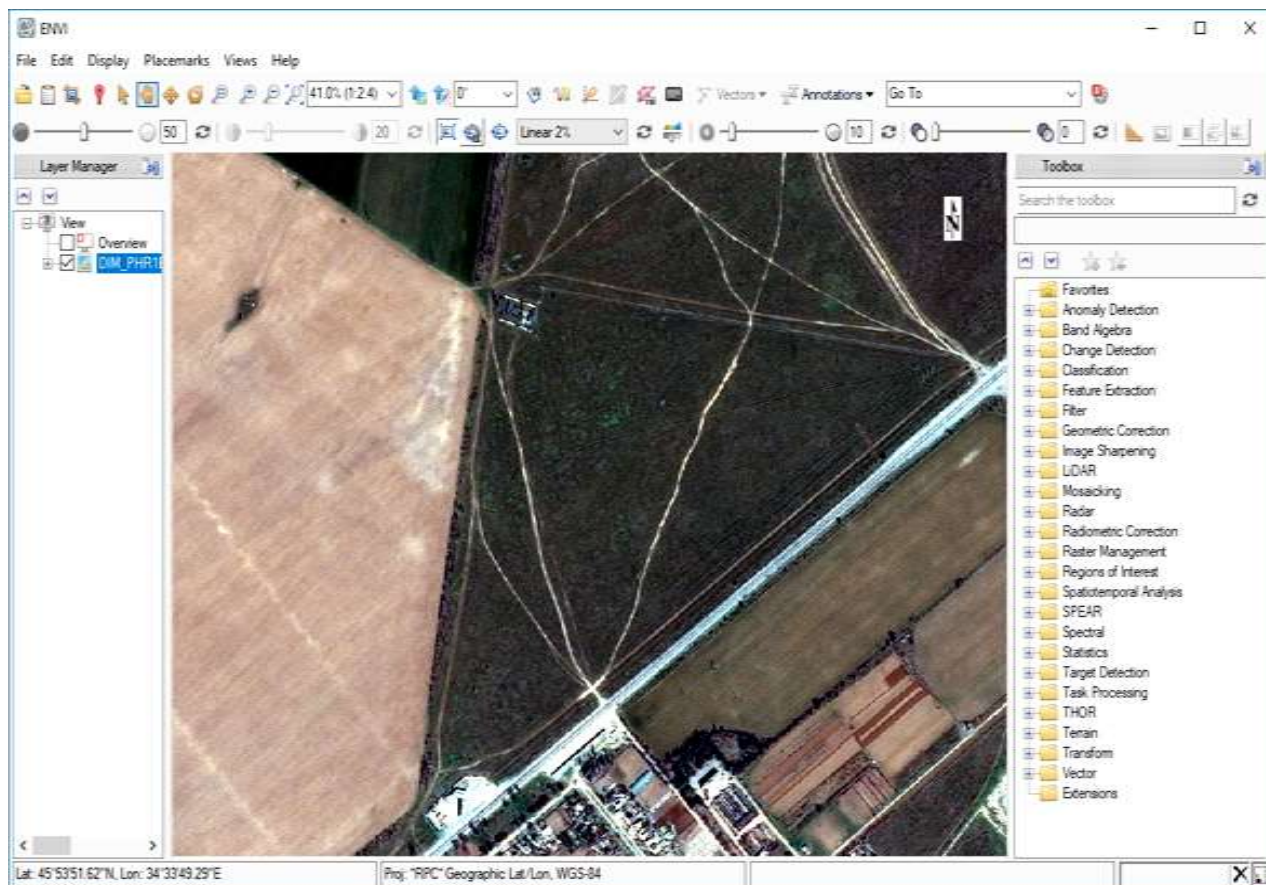 ENVI
File Edit Display Placemarks Views Help
41.0% (1:2.4) 0° Vectors Annotations Go To
50 20 Linear 2% 10 0
Layer Manager
View
Overview
DIM_PHR1B
N
Toolbox
Search the toolbox
Favorites
Anomaly Detection
Band Algebra
Change Detection
Classification
Feature Extraction
Filter
Geometric Correction
Image Sharpening
LiDAR
Mosaicking
Radar
Radiometric Correction
Raster Management
Regions of Interest
Spatiotemporal Analysis
SPEAR
Spectral
Statistics
Target Detection
Task Processing
THOR
Terrain
Transform
Vector
Extensions
Lat: 45°53'51.62"N, Lon: 34°33'49.29"E Proj: "RPC" Geographic Lat/Lon, WGS-84